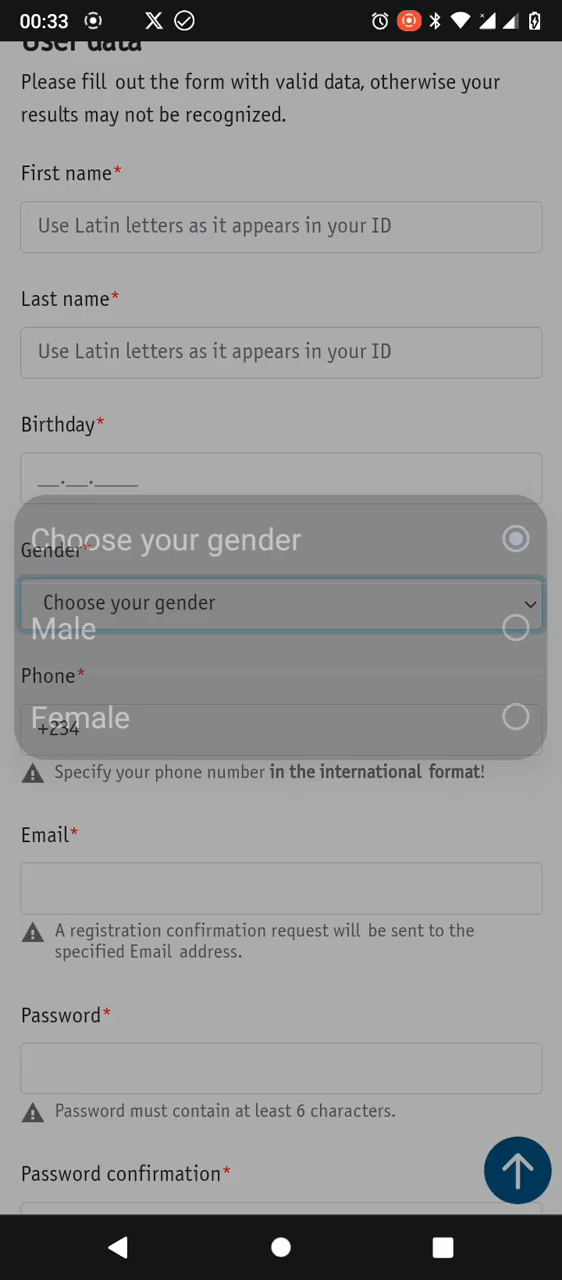 00:33
User data
Please fill out the form with valid data, otherwise your
results may not be recognized.
First name*
Use Latin letters as it appears in your ID
Last name*
Use Latin letters as it appears in your ID
Birthday*
__.__.____
Choose your gender
Gender*
Choose your gender
Male
Phone*
Female
+234
Specify your phone number in the international format!
Email*
A registration confirmation request will be sent to the
specified Email address.
Password*
Password must contain at least 6 characters.
Password confirmation*